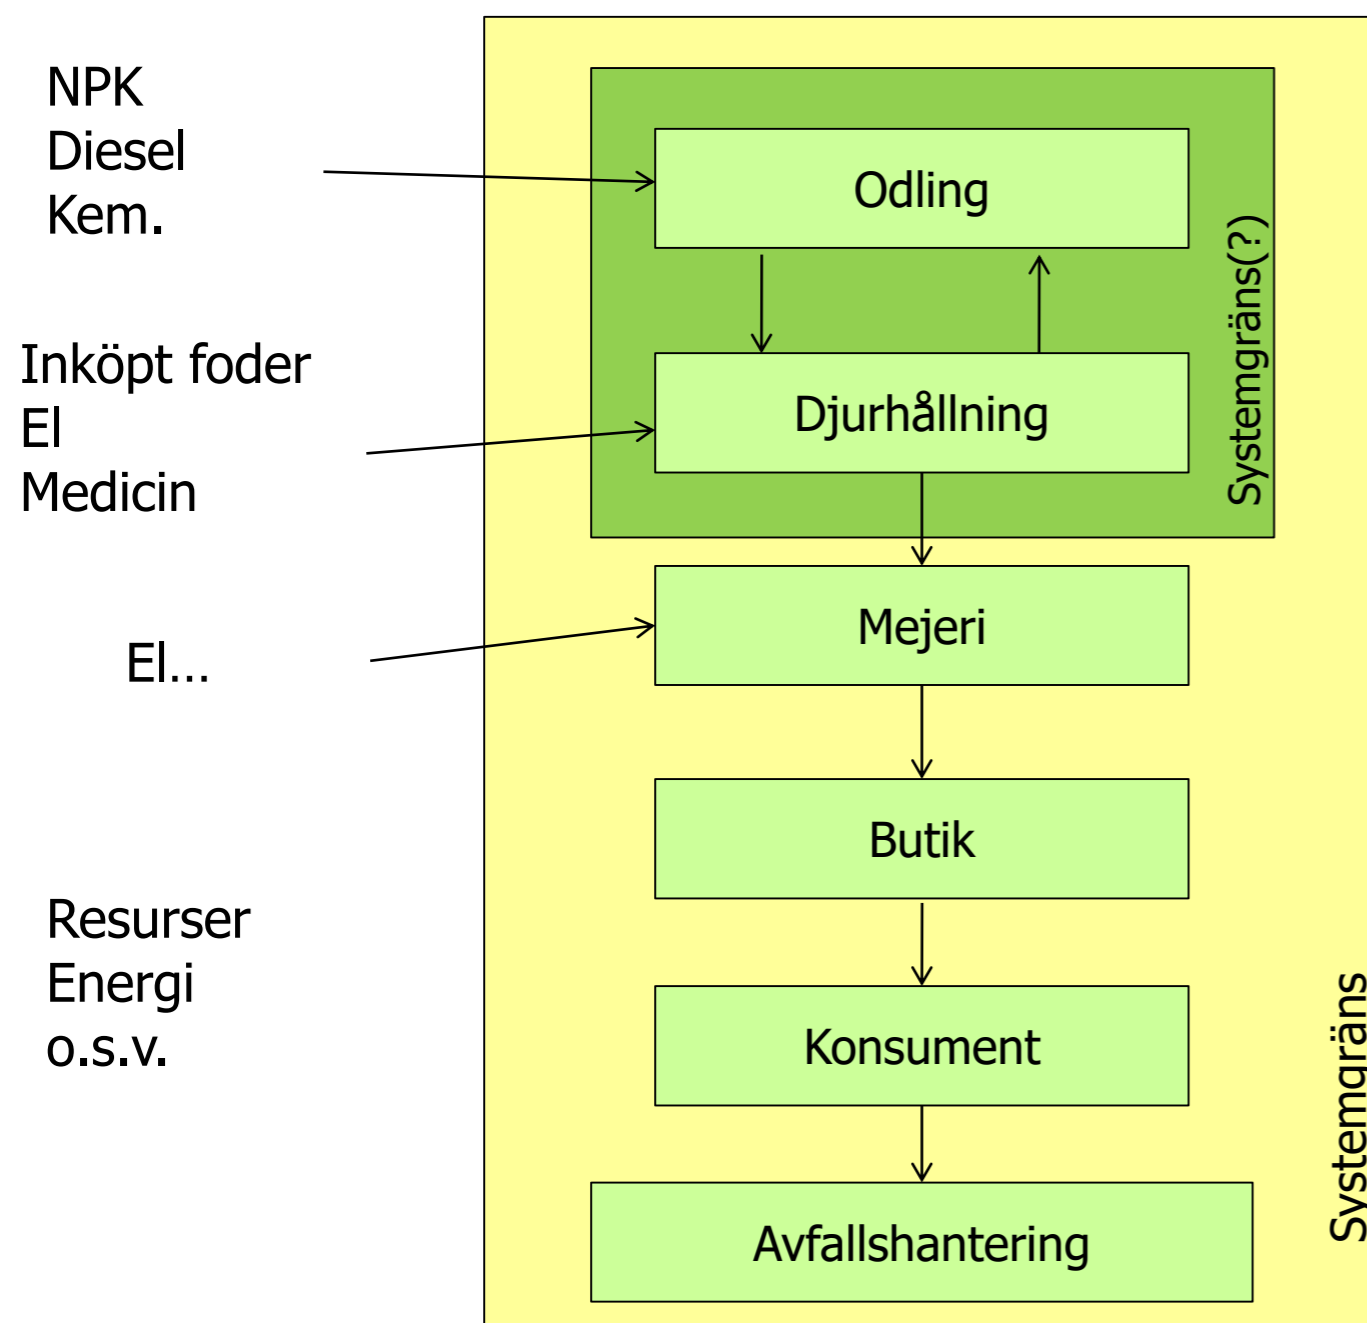 NPK
Diesel
Kem.
Odling
Systemgräns(?)
Inköpt foder
El
Medicin
Djurhållning
El...
Mejeri
Butik
Resurser
Energi
o.s.v.
Konsument
Systemgräns
Avfallshantering